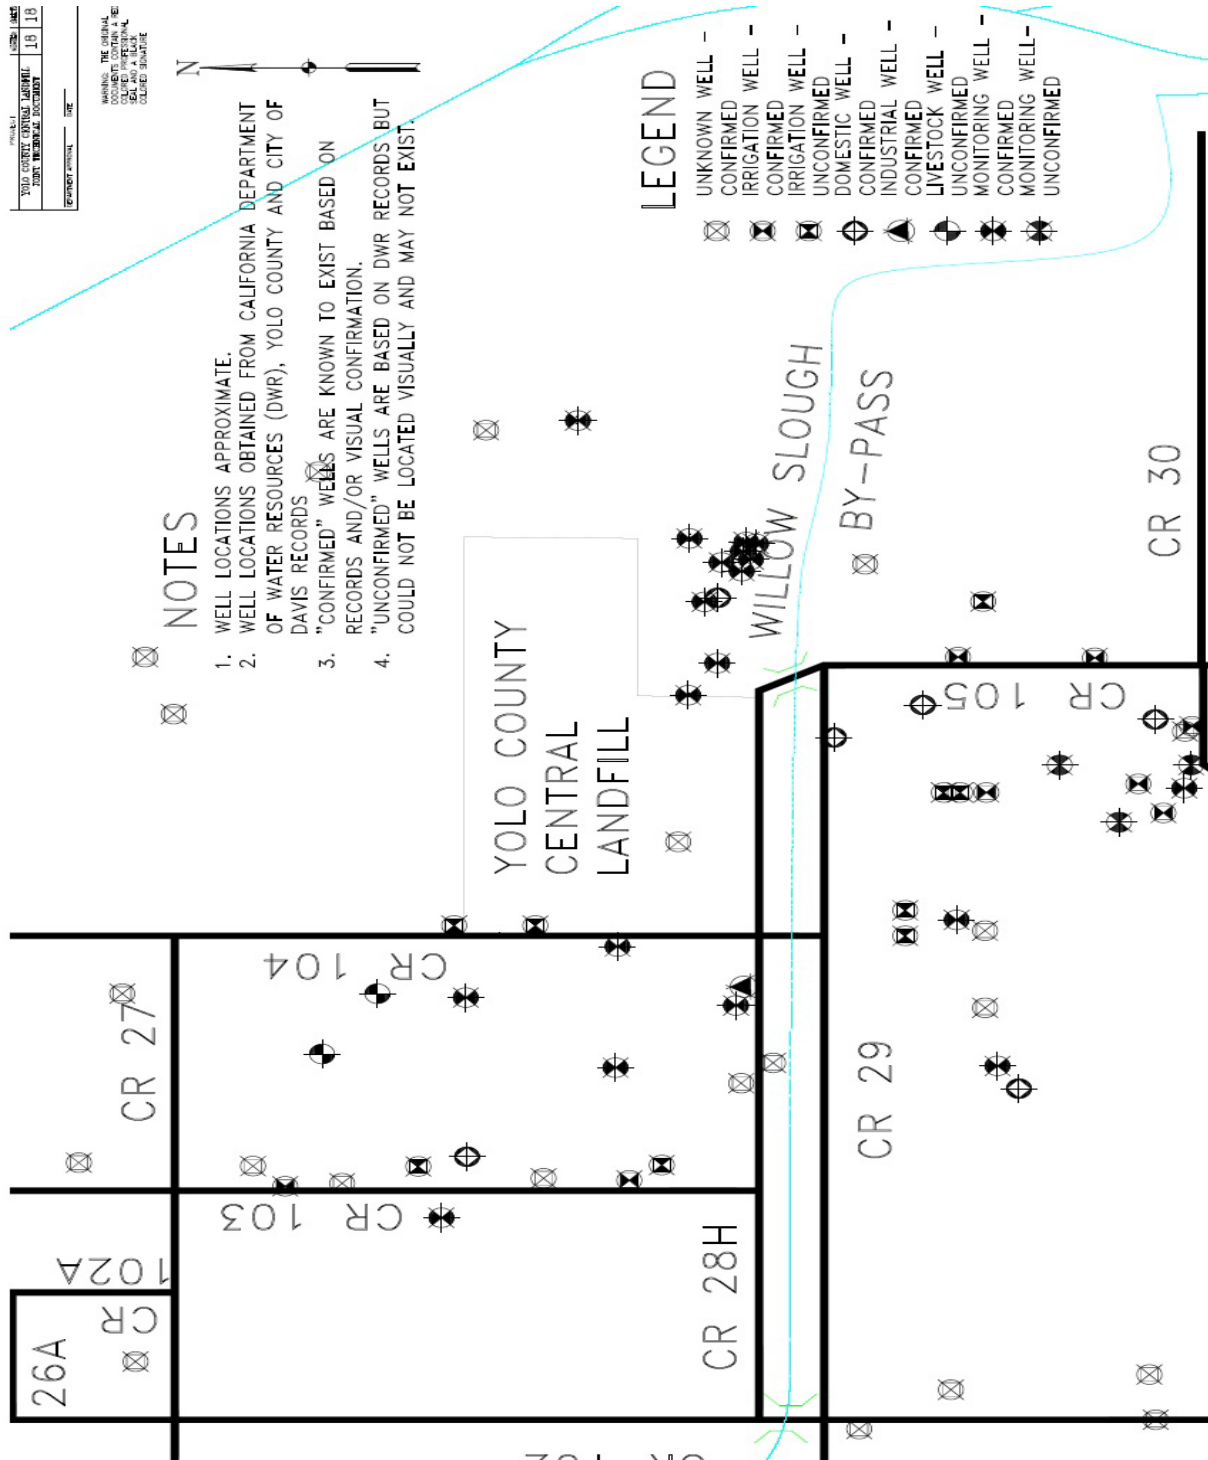 PROJECT
YOLO COUNTY CENTRAL LANDFILL
JOINT TECHNICAL DOCUMENT
18
18
DEPARTMENT APPROVAL
DATE
WARNING: THE ORIGINAL
DOCUMENTS CONTAIN A RED
COLORED PROFESSIONAL
SEAL AND A BLACK
COLORED SIGNATURE
N
NOTES
1. WELL LOCATIONS APPROXIMATE.
2. WELL LOCATIONS OBTAINED FROM CALIFORNIA DEPARTMENT
OF WATER RESOURCES (DWR), YOLO COUNTY AND CITY OF
DAVIS RECORDS
3. "CONFIRMED" WELLS ARE KNOWN TO EXIST BASED ON
RECORDS AND/OR VISUAL CONFIRMATION.
4. "UNCONFIRMED" WELLS ARE BASED ON DWR RECORDS BUT
COULD NOT BE LOCATED VISUALLY AND MAY NOT EXIST.
LEGEND
UNKNOWN WELL -
CONFIRMED
IRRIGATION WELL -
CONFIRMED
IRRIGATION WELL -
UNCONFIRMED
DOMESTIC WELL -
CONFIRMED
INDUSTRIAL WELL -
CONFIRMED
LIVESTOCK WELL -
UNCONFIRMED
MONITORING WELL -
CONFIRMED
MONITORING WELL-
UNCONFIRMED
WILLOW SLOUGH
BY-PASS
CR 30
YOLO COUNTY
CENTRAL
LANDFILL
CR 105
CR 104
CR 27
CR 29
CR 103
CR 28H
CR 102A
26A